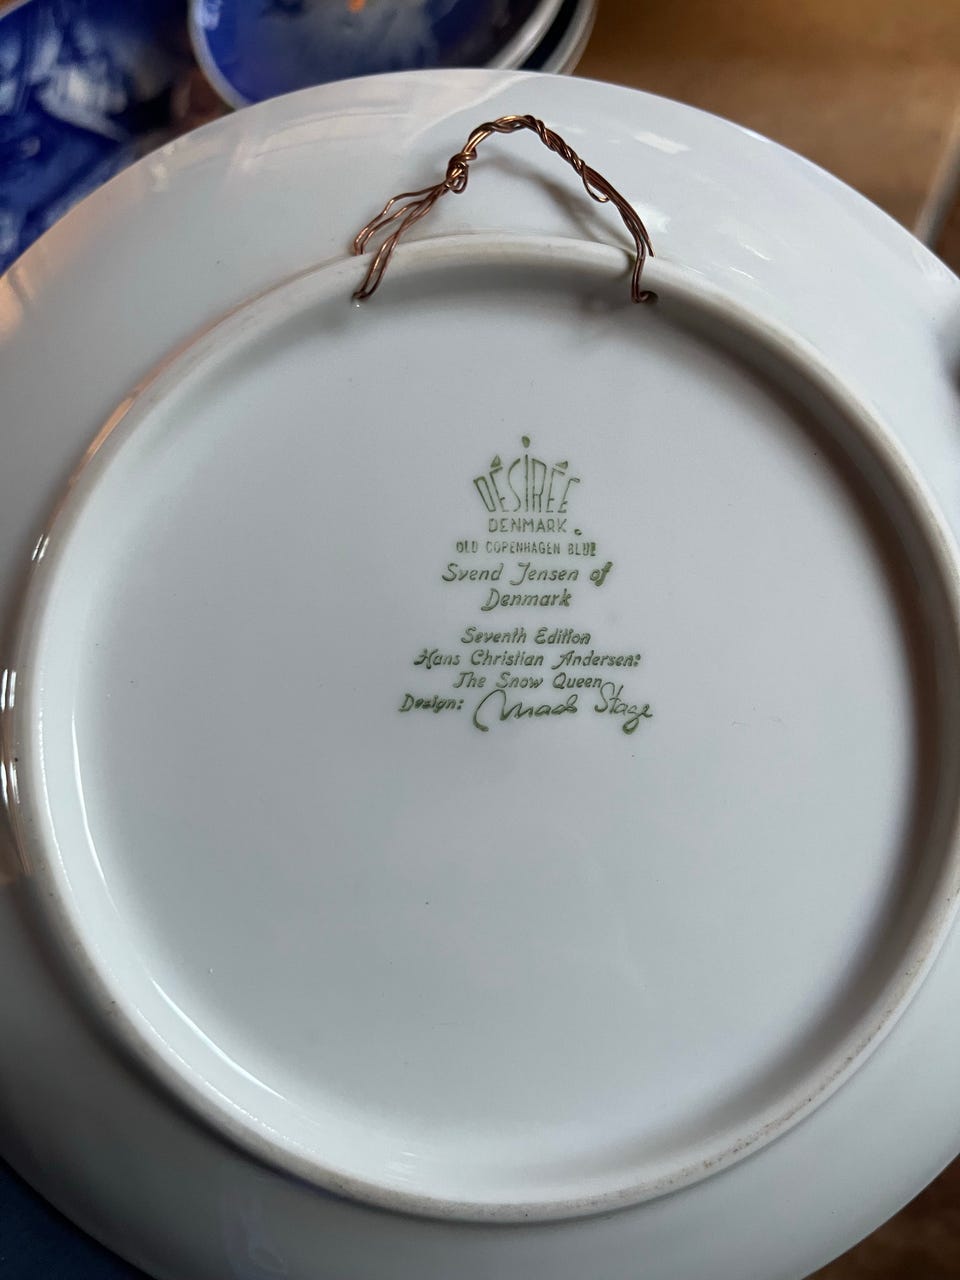 DÉSIRÉE
DENMARK
OLD COPENHAGEN BLUE
Svend Jensen of
Denmark
Seventh Edition
Hans Christian Andersen:
The Snow Queen
Design: Mads Stage